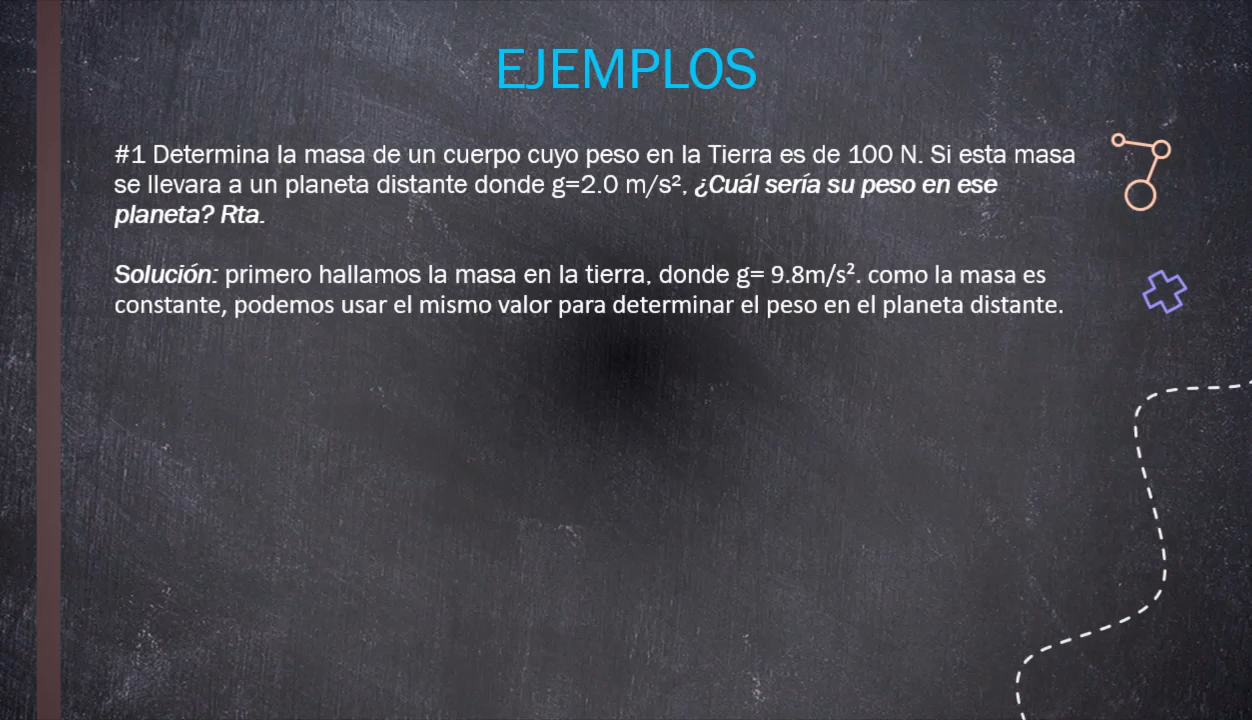 EJEMPLOS
#1 Determina la masa de un cuerpo cuyo peso en la Tierra es de 100 N. Si esta masa
se llevara a un planeta distante donde g=2.0 m/s², ¿Cuál sería su peso en ese
planeta? Rta.
Solución: primero hallamos la masa en la tierra, donde g= 9.8m/s². como la masa es
constante, podemos usar el mismo valor para determinar el peso en el planeta distante.